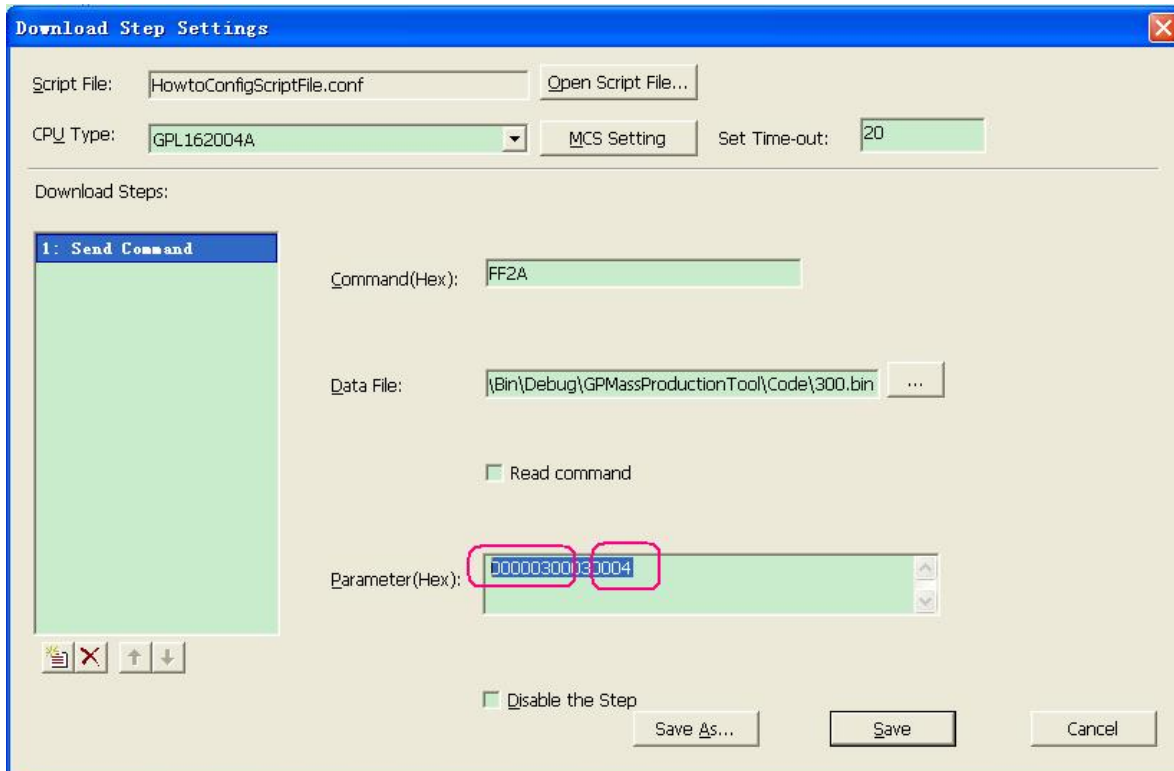 Download Step Settings
Script File: HowtoConfigScriptFile.conf Open Script File...
CPU Type: GPL162004A MCS Setting Set Time-out: 20
Download Steps:
1: Send Command
Command(Hex): FF2A
Data File: \Bin\Debug\GPMassProductionTool\Code\300.bin ...
Read command
Parameter(Hex): 00000300030004
Disable the Step
Save As... Save Cancel